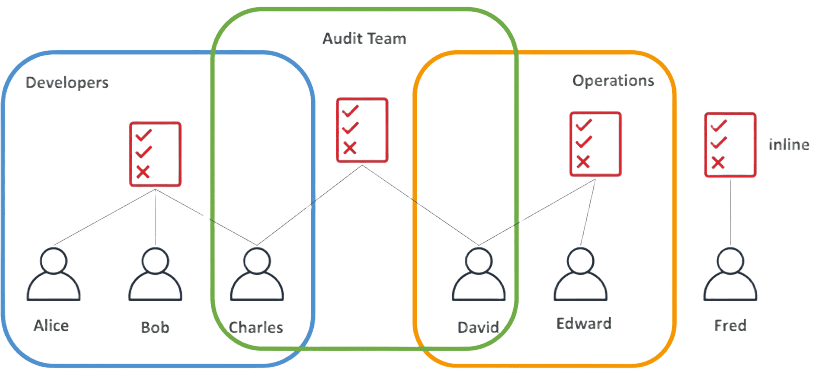 Audit Team
Developers
Operations
inline
Alice
Bob
Charles
David
Edward
Fred